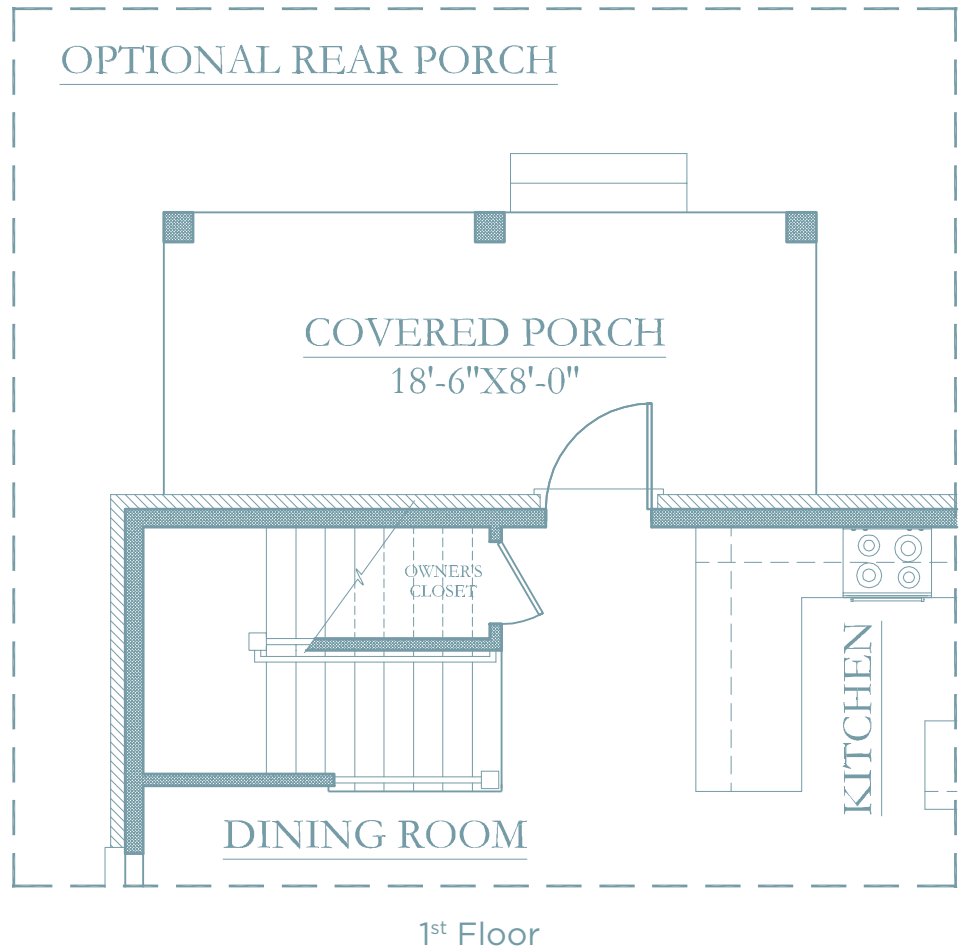 OPTIONAL REAR PORCH
COVERED PORCH
18'-6"X8'-0"
OWNER'S
CLOSET
KITCHEN
DINING ROOM
1st Floor